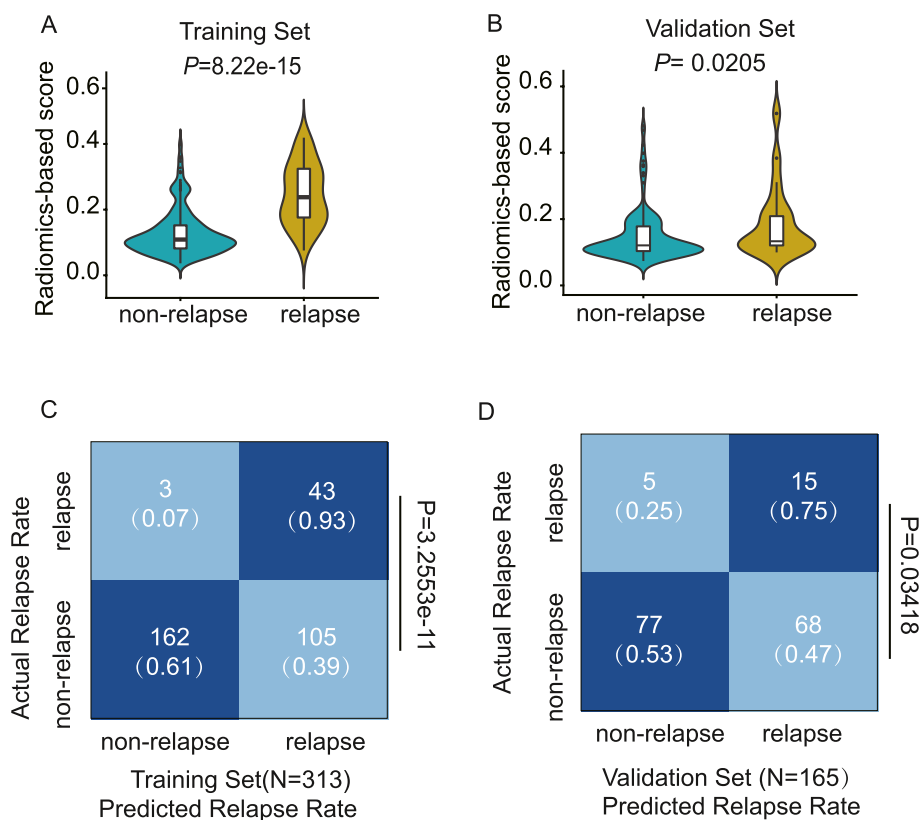 A
Training Set
P=8.22e-15
Radiomics-based score
0.6
0.4
0.2
0.0
non-relapse
relapse
B
Validation Set
P= 0.0205
Radiomics-based score
0.6
0.4
0.2
0.0
non-relapse
relapse
C
Actual Relapse Rate
relapse
non-relapse
3
（0.07）
43
（0.93）
162
（0.61）
105
（0.39）
P=3.2553e-11
non-relapse
relapse
Training Set(N=313)
Predicted Relapse Rate
D
Actual Relapse Rate
relapse
non-relapse
5
（0.25）
15
（0.75）
77
（0.53）
68
（0.47）
P=0.03418
non-relapse
relapse
Validation Set (N=165）
Predicted Relapse Rate